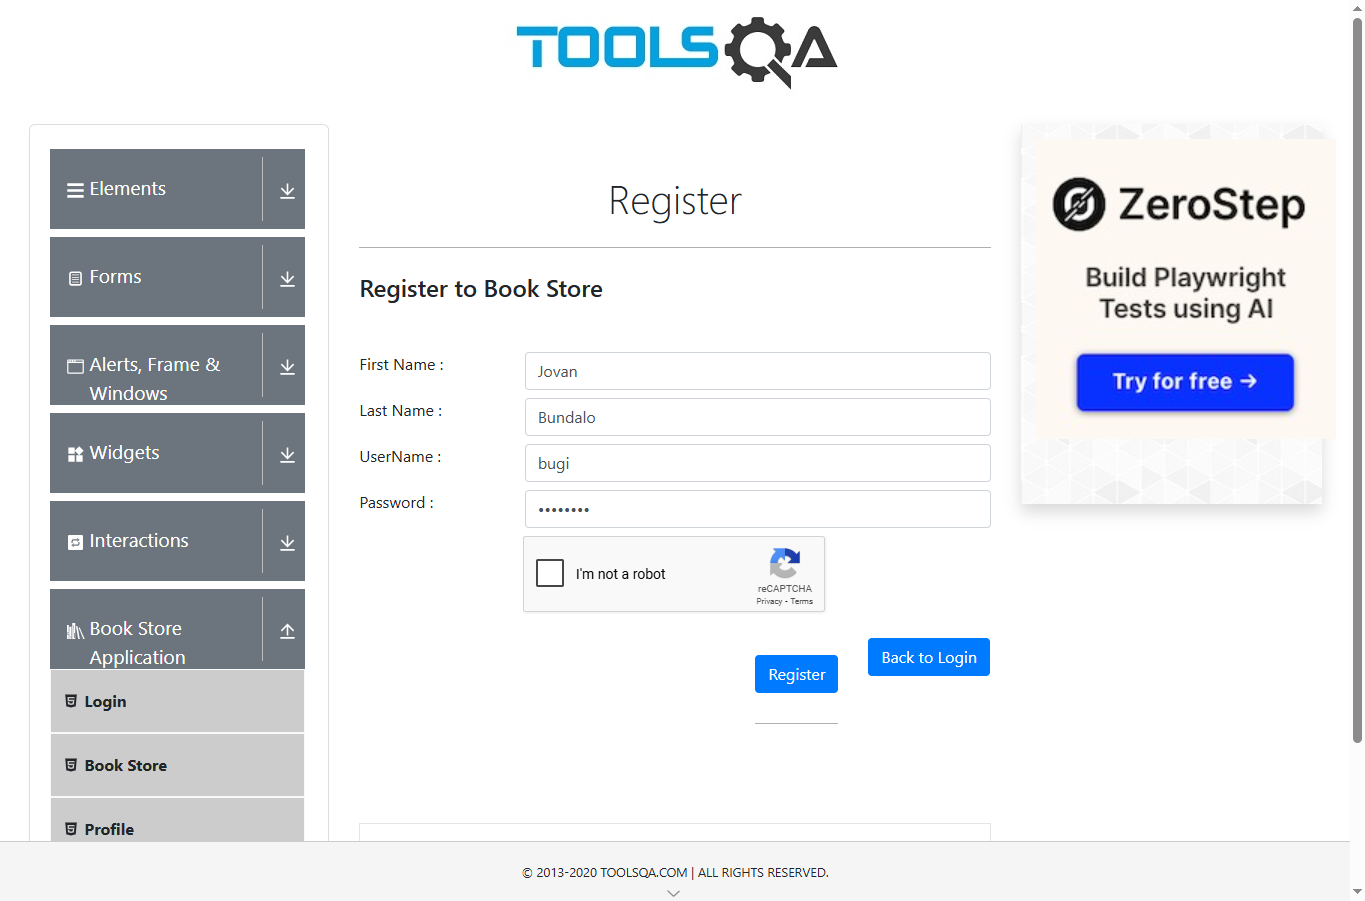 TOOLSQA
Elements
Forms
Alerts, Frame &
Windows
Widgets
Interactions
Book Store
Application
Login
Book Store
Profile
Register
Register to Book Store
First Name :
Jovan
Last Name :
Bundalo
UserName :
bugi
Password :
••••••••
I'm not a robot
reCAPTCHA
Privacy - Terms
Register
Back to Login
ZeroStep
Build Playwright
Tests using AI
Try for free →
© 2013-2020 TOOLSQA.COM | ALL RIGHTS RESERVED.